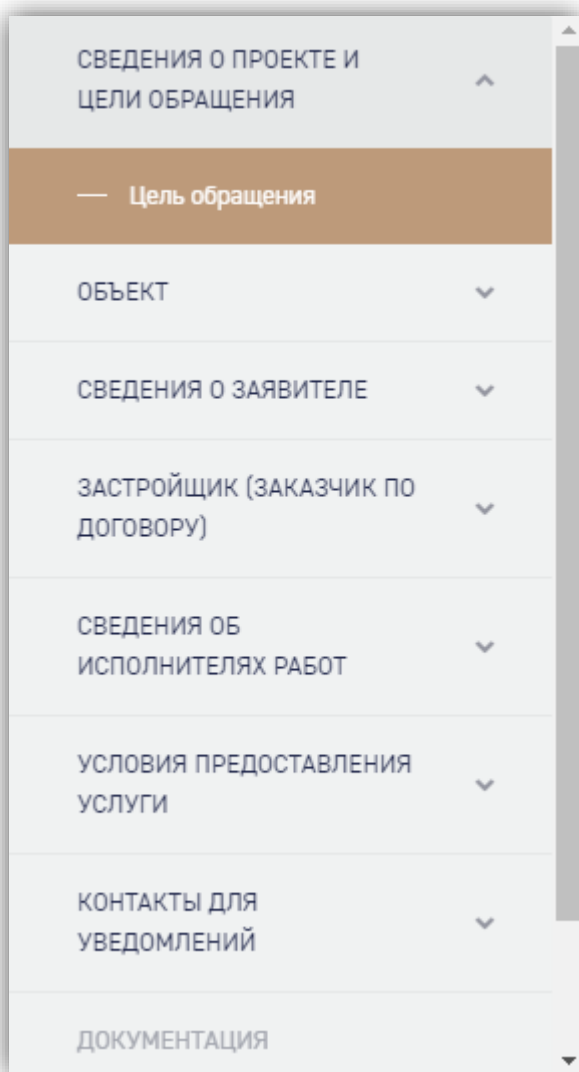 СВЕДЕНИЯ О ПРОЕКТЕ И
ЦЕЛИ ОБРАЩЕНИЯ
— Цель обращения
ОБЪЕКТ
СВЕДЕНИЯ О ЗАЯВИТЕЛЕ
ЗАСТРОЙЩИК (ЗАКАЗЧИК ПО
ДОГОВОРУ)
СВЕДЕНИЯ ОБ
ИСПОЛНИТЕЛЯХ РАБОТ
УСЛОВИЯ ПРЕДОСТАВЛЕНИЯ
УСЛУГИ
КОНТАКТЫ ДЛЯ
УВЕДОМЛЕНИЙ
ДОКУМЕНТАЦИЯ